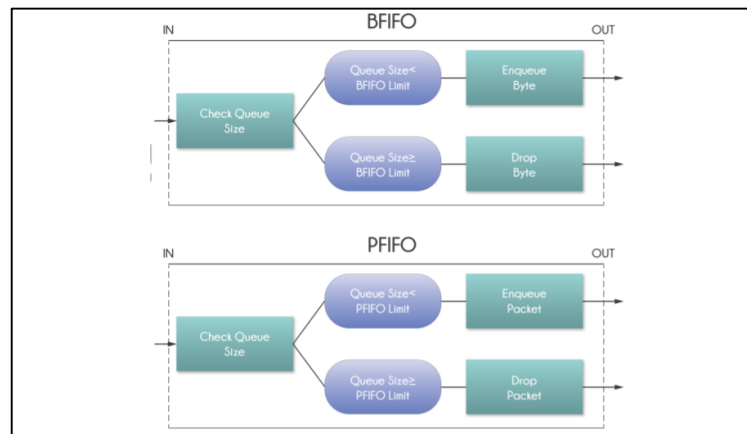 BFIFO
IN
OUT
Check Queue
Size
Queue Size<
BFIFO Limit
Enqueue
Byte
Queue Size≥
BFIFO Limit
Drop
Byte
PFIFO
IN
OUT
Check Queue
Size
Queue Size<
PFIFO Limit
Enqueue
Packet
Queue Size≥
PFIFO Limit
Drop
Packet